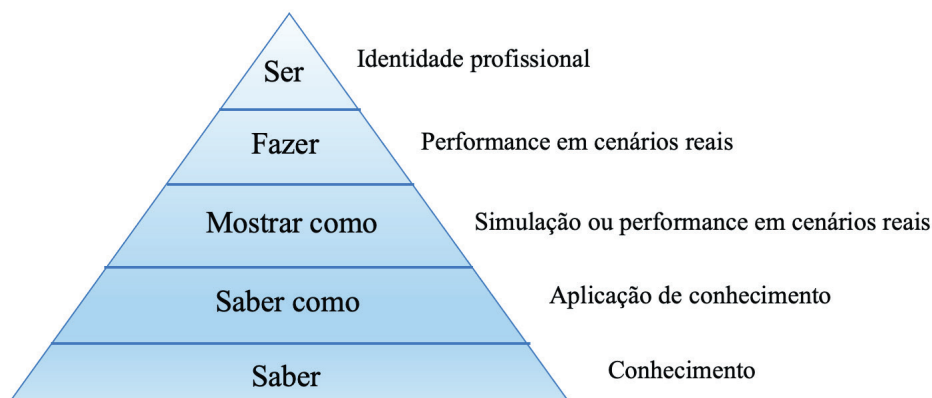 Ser
Identidade profissional
Fazer
Performance em cenários reais
Mostrar como
Simulação ou performance em cenários reais
Saber como
Aplicação de conhecimento
Saber
Conhecimento